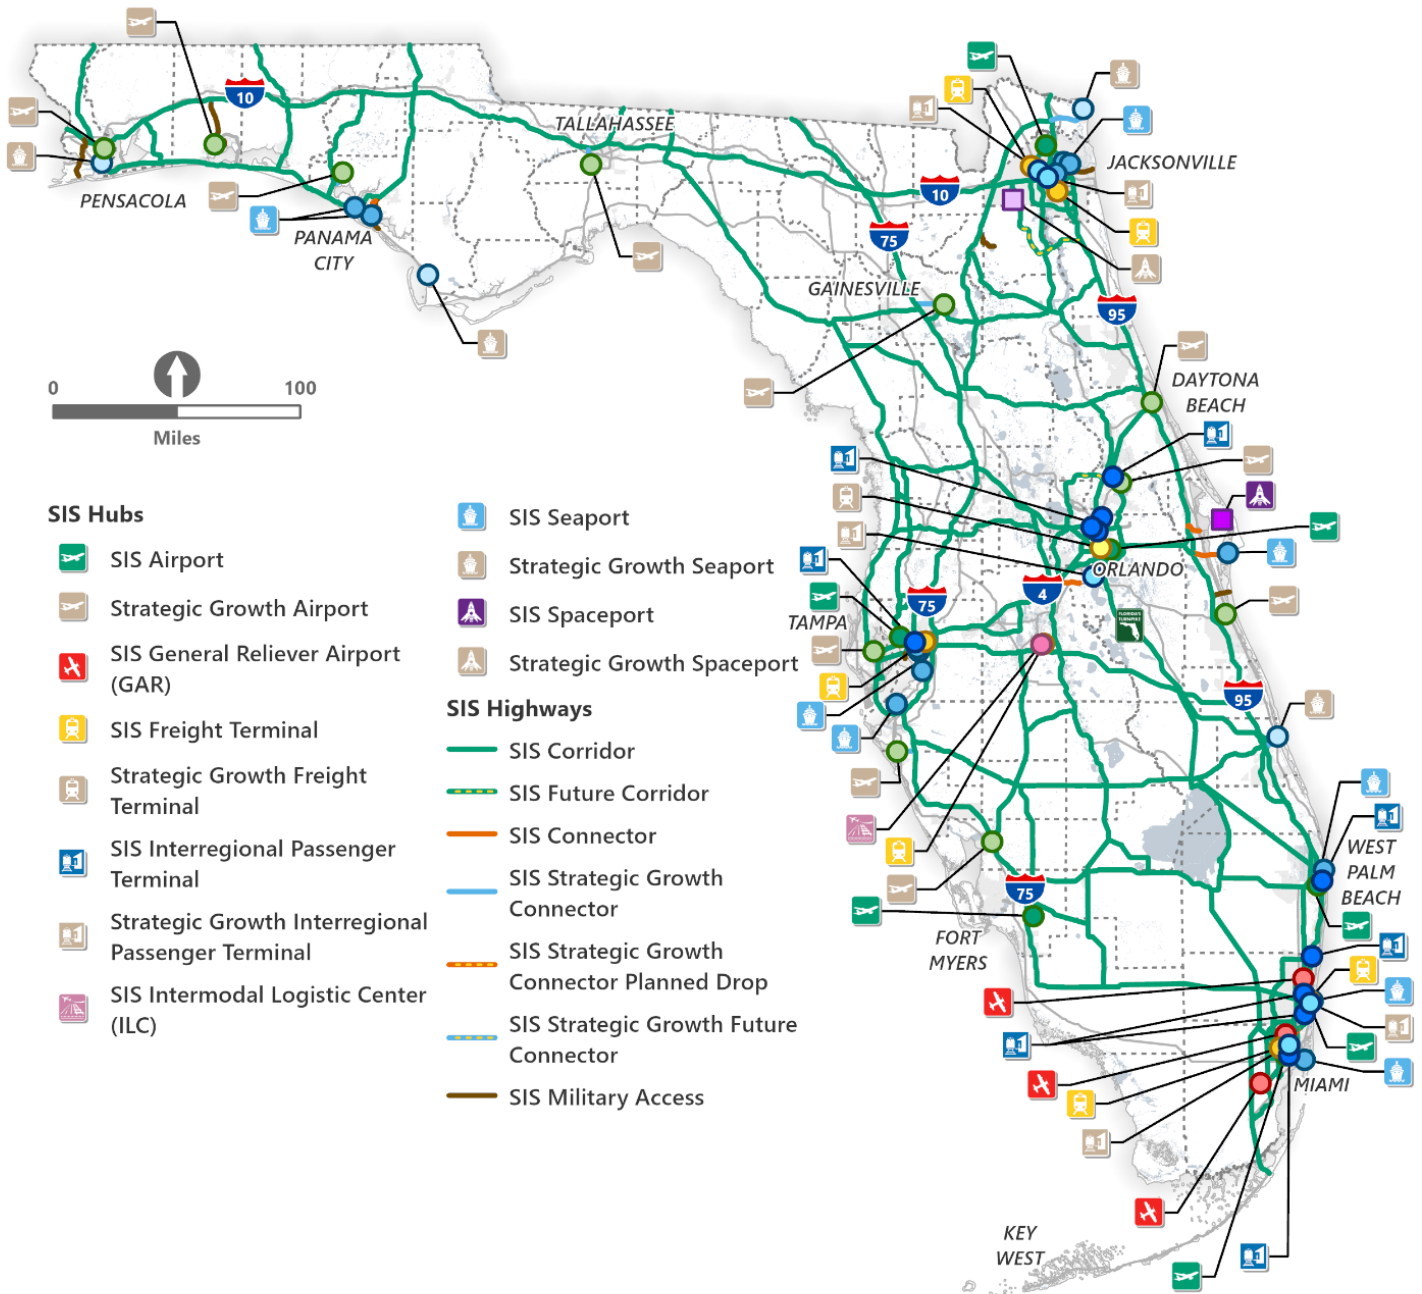 10
TALLAHASSEE
JACKSONVILLE
PENSACOLA
10
PANAMA
CITY
75
GAINESVILLE
95
0
100
Miles
DAYTONA
BEACH
SIS Hubs
SIS Airport
Strategic Growth Airport
SIS General Reliever Airport
(GAR)
SIS Freight Terminal
Strategic Growth Freight
Terminal
SIS Interregional Passenger
Terminal
Strategic Growth Interregional
Passenger Terminal
SIS Intermodal Logistic Center
(ILC)
SIS Seaport
Strategic Growth Seaport
SIS Spaceport
Strategic Growth Spaceport
SIS Highways
SIS Corridor
SIS Future Corridor
SIS Connector
SIS Strategic Growth
Connector
SIS Strategic Growth
Connector Planned Drop
SIS Strategic Growth Future
Connector
SIS Military Access
ORLANDO
4
75
TAMPA
FLORIDA'S
TURNPIKE
95
WEST
PALM
BEACH
75
FORT
MYERS
MIAMI
KEY
WEST